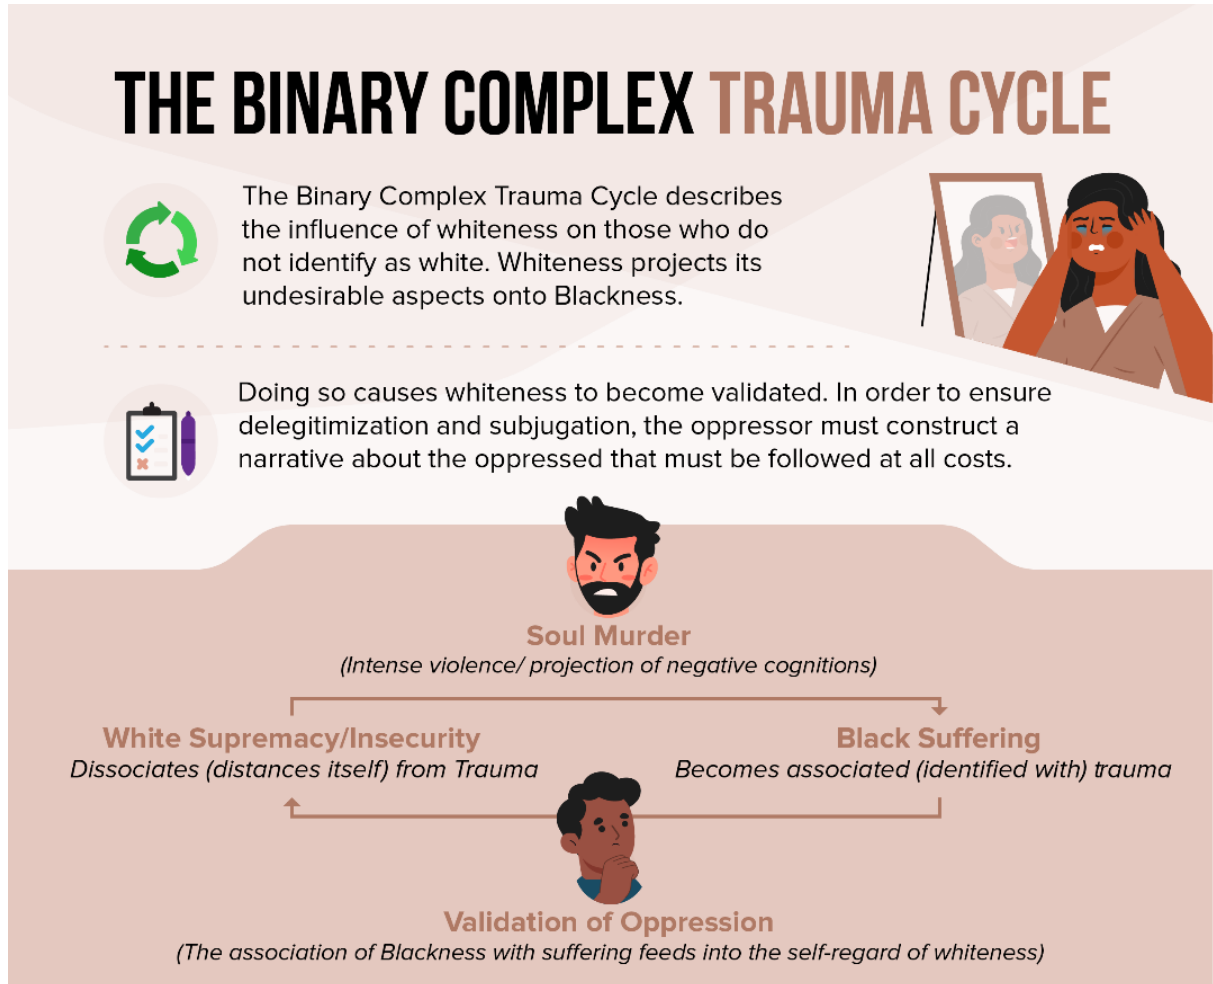 THE BINARY COMPLEX TRAUMA CYCLE
The Binary Complex Trauma Cycle describes
the influence of whiteness on those who do
not identify as white. Whiteness projects its
undesirable aspects onto Blackness.
Doing so causes whiteness to become validated. In order to ensure
delegitimization and subjugation, the oppressor must construct a
narrative about the oppressed that must be followed at all costs.
Soul Murder
(Intense violence/ projection of negative cognitions)
White Supremacy/Insecurity
Dissociates (distances itself) from Trauma
Black Suffering
Becomes associated (identified with) trauma
Validation of Oppression
(The association of Blackness with suffering feeds into the self-regard of whiteness)